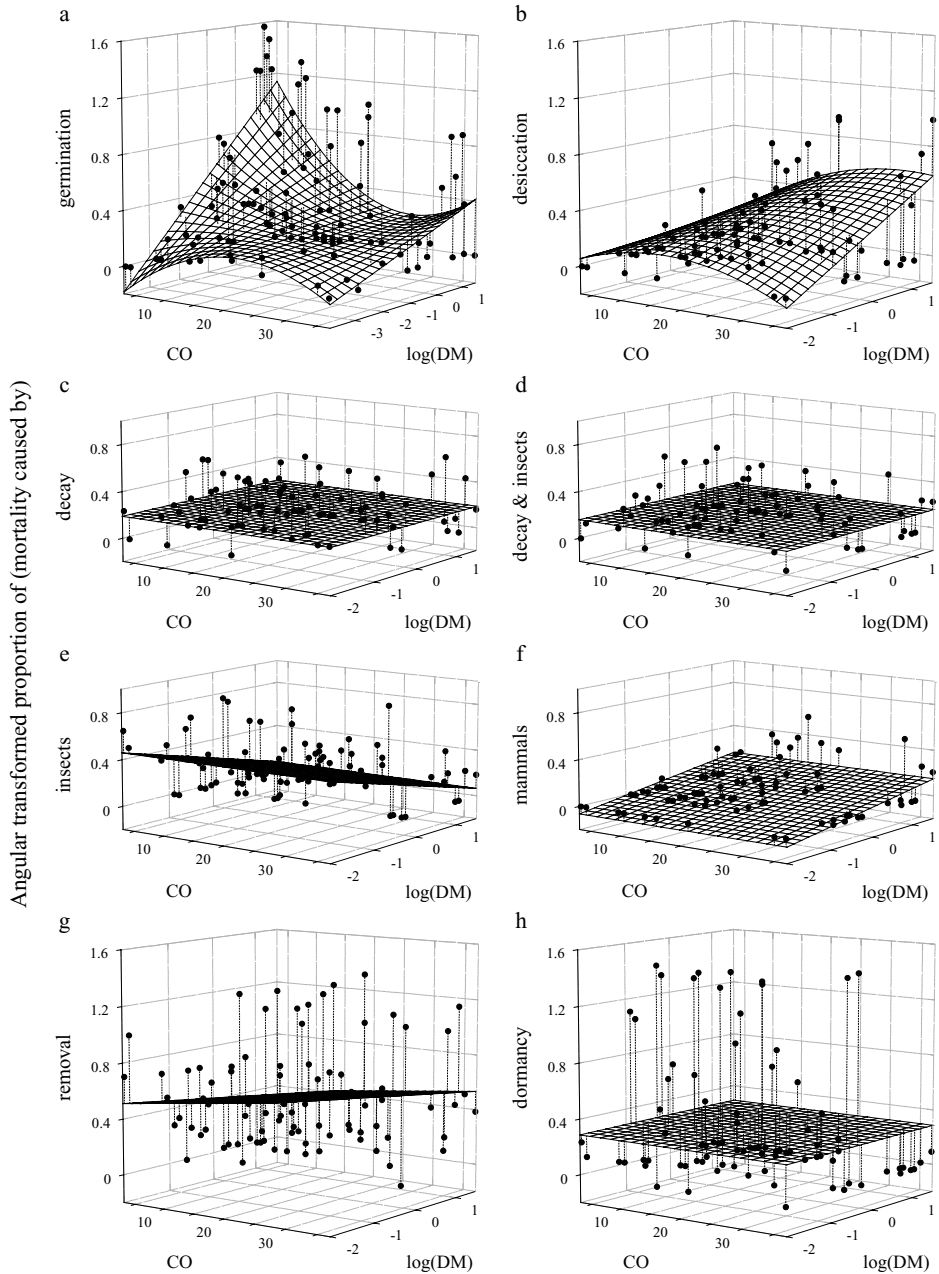 Angular transformed proportion of (mortality caused by)
a
germination
1.6
1.2
0.8
0.4
0
10
20
30
CO
-3
-2
-1
0
1
log(DM)
b
desiccation
1.6
1.2
0.8
0.4
0
10
20
30
CO
-2
-1
0
1
log(DM)
c
decay
0.8
0.4
0
10
20
30
CO
-2
-1
0
1
log(DM)
d
decay & insects
0.8
0.4
0
10
20
30
CO
-2
-1
0
1
log(DM)
e
insects
0.8
0.4
0
10
20
30
CO
-2
-1
0
1
log(DM)
f
mammals
0.8
0.4
0
10
20
30
CO
-2
-1
0
1
log(DM)
g
removal
1.6
1.2
0.8
0.4
0
10
20
30
CO
-2
-1
0
1
log(DM)
h
dormancy
1.6
1.2
0.8
0.4
0
10
20
30
CO
-2
-1
0
1
log(DM)